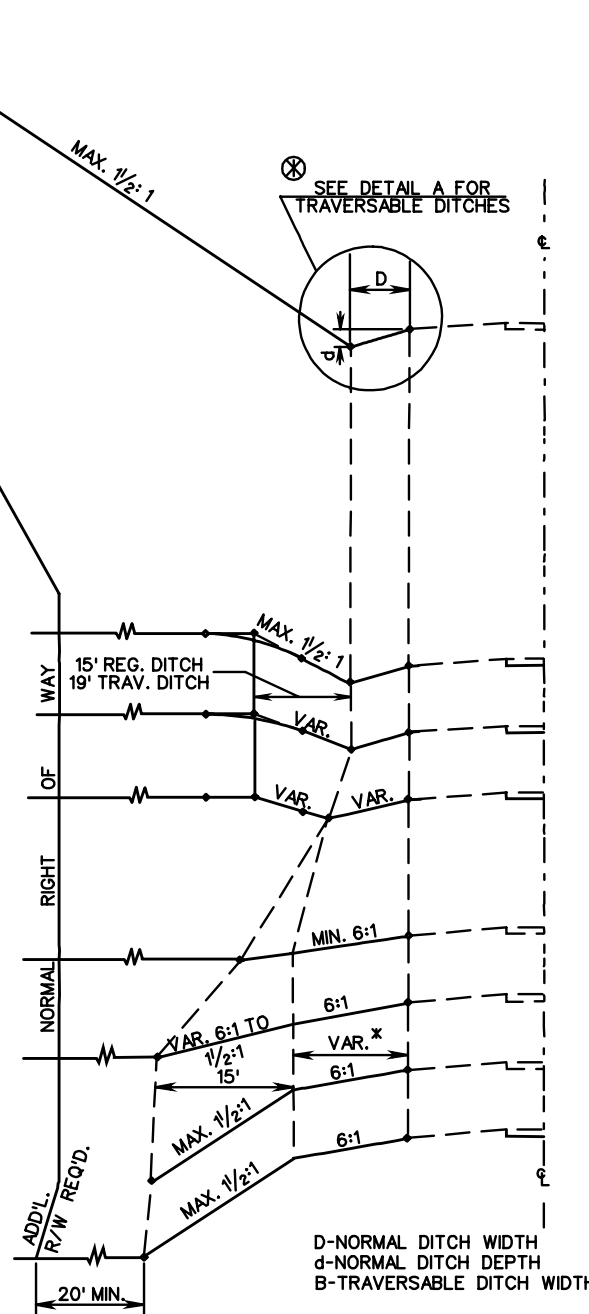 MAX. 1½: 1
SEE DETAIL A FOR
TRAVERSABLE DITCHES
℄
D
d
MAX. 1½: 1
15' REG. DITCH
19' TRAV. DITCH
VAR.
VAR.
VAR.
NORMAL RIGHT OF WAY
MIN. 6:1
6:1
VAR. 6:1 TO
1½:1
15'
VAR.*
6:1
MAX. 1½:1
6:1
MAX. 1½:1
℄
ADD'L.
R/W REQ'D.
20' MIN.
D-NORMAL DITCH WIDTH
d-NORMAL DITCH DEPTH
B-TRAVERSABLE DITCH WIDTH